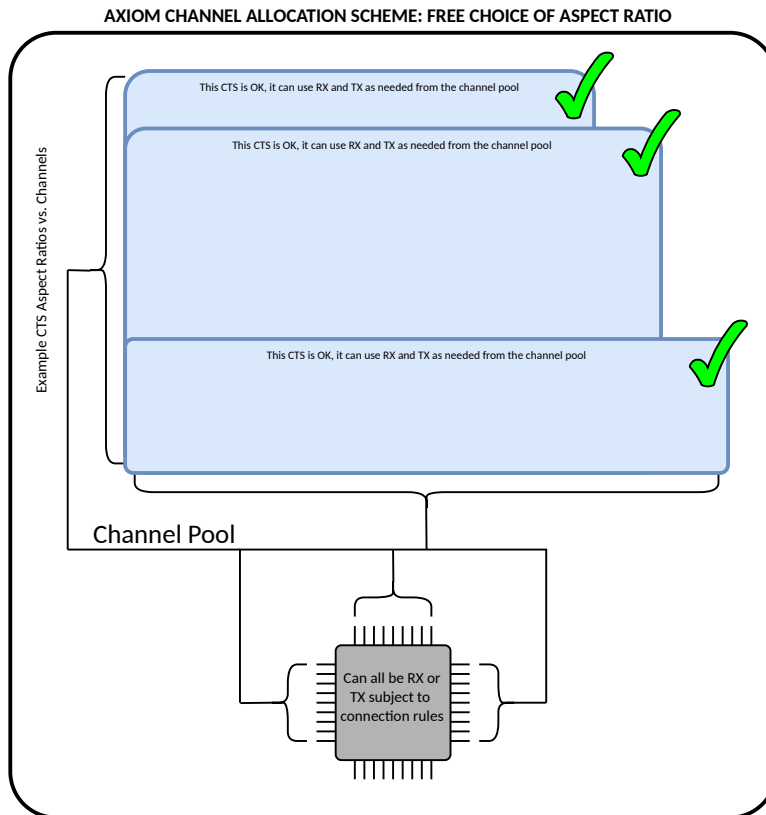 AXIOM CHANNEL ALLOCATION SCHEME: FREE CHOICE OF ASPECT RATIO
This CTS is OK, it can use RX and TX as needed from the channel pool
This CTS is OK, it can use RX and TX as needed from the channel pool
Example CTS Aspect Ratios vs. Channels
This CTS is OK, it can use RX and TX as needed from the channel pool
Channel Pool
Can all be RX or
TX subject to
connection rules